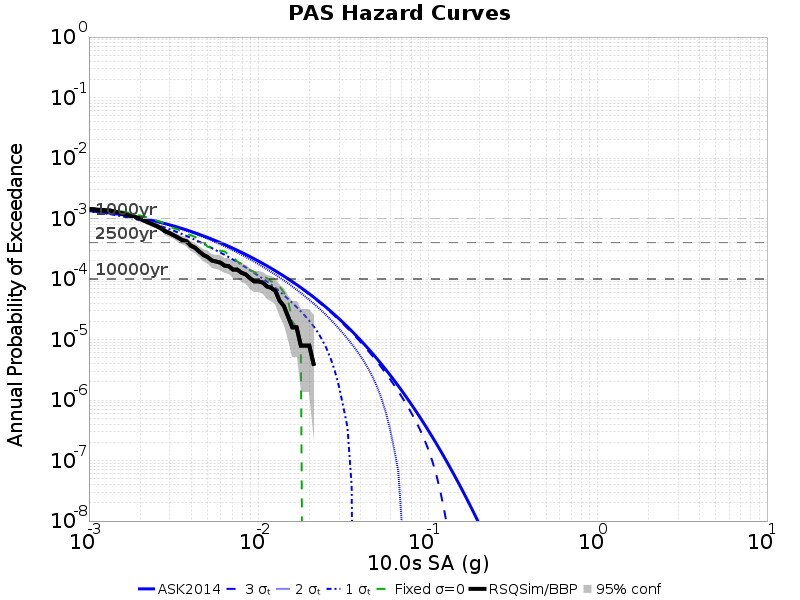 PAS Hazard Curves
Annual Probability of Exceedance
10^0
10^-1
10^-2
10^-3
10^-4
10^-5
10^-6
10^-7
10^-8
1000yr
2500yr
10000yr
10^-3 10^-2 10^-1 10^0 10^1
10.0s SA (g)
ASK2014 3 σₜ 2 σₜ 1 σₜ Fixed σ=0 RSQSim/BBP 95% conf